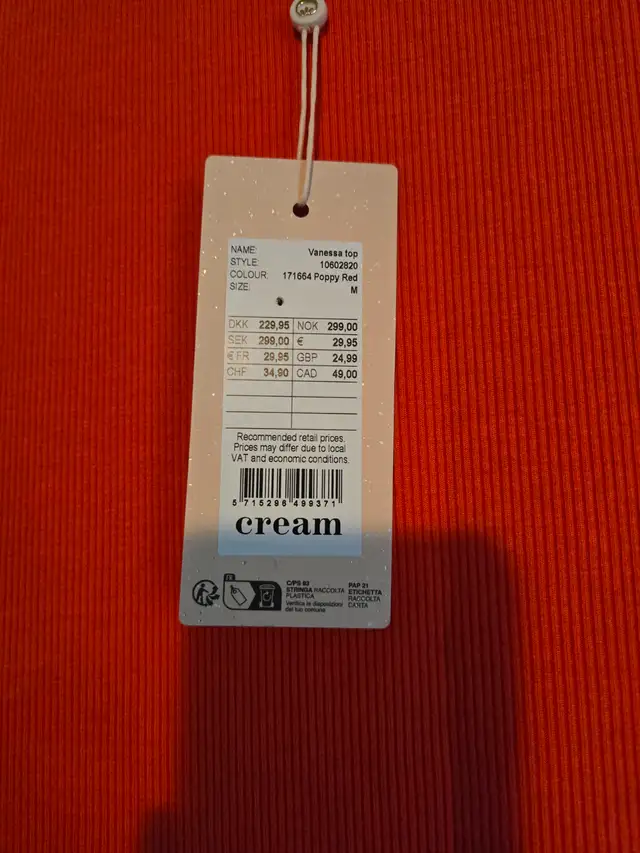 NAME: Vanessa top
STYLE: 10602820
COLOUR: 171664 Poppy Red
SIZE: M
DKK 229,95 NOK 299,00
SEK 299,00 € 29,95
€ FR 29,95 GBP 24,99
CHF 34,90 CAD 49,00
Recommended retail prices.
Prices may differ due to local
VAT and economic conditions.
5 715296 499371
cream
FR
C/PS 92
STRINGA RACCOLTA
PLASTICA
Verifica le disposizioni
del tuo comune
PAP 21
ETICHETTA
RACCOLTA
CARTA